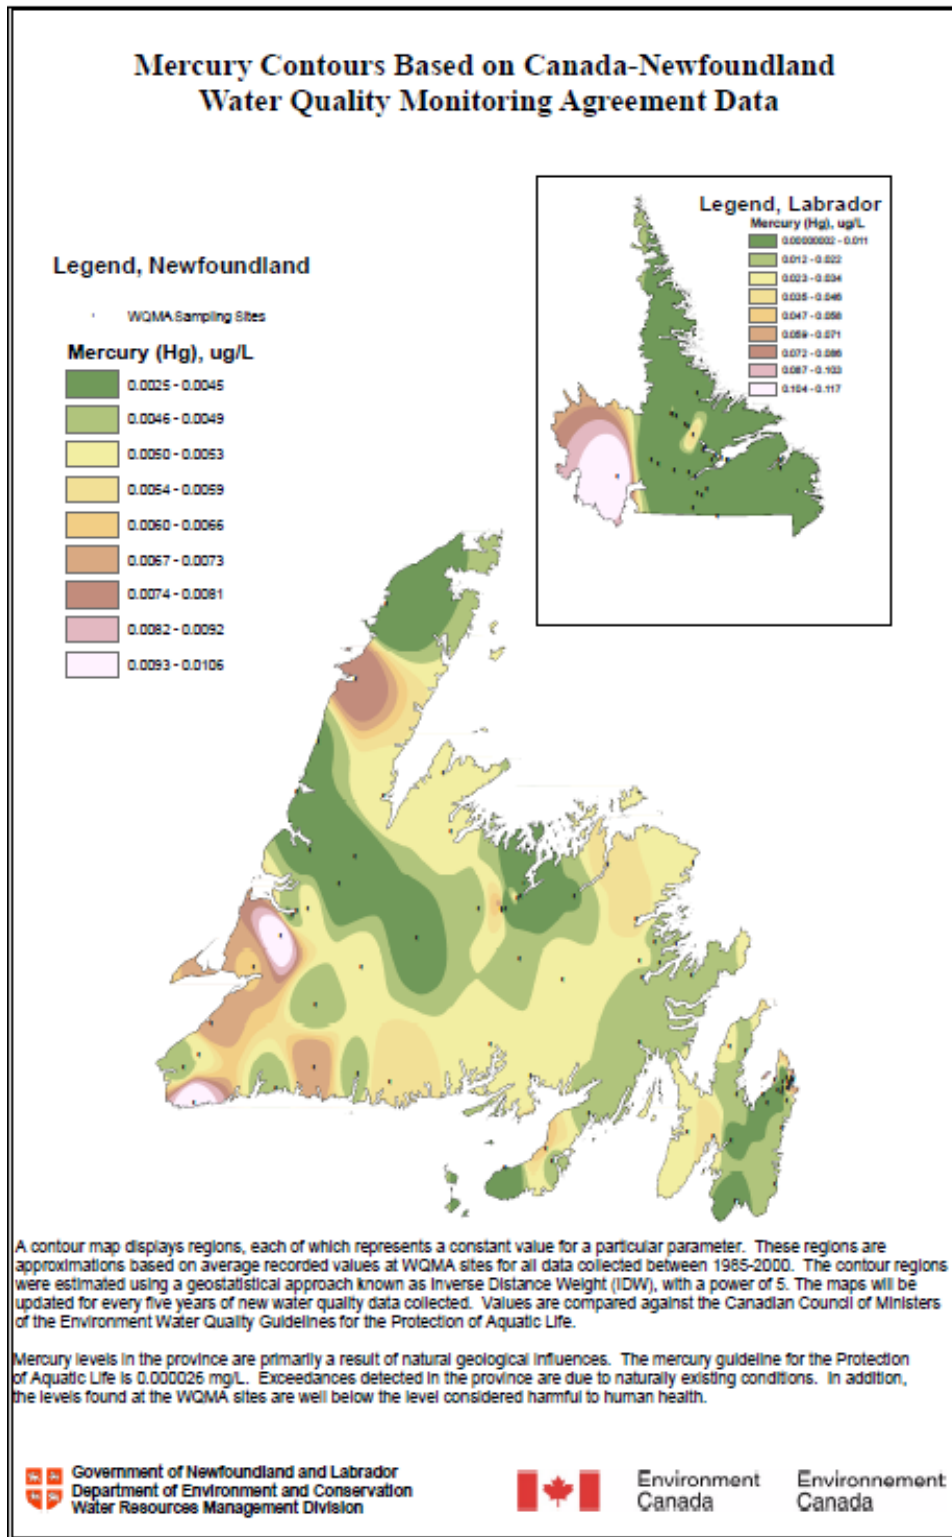 Mercury Contours Based on Canada-Newfoundland
Water Quality Monitoring Agreement Data
Legend, Labrador
Mercury (Hg), ug/L
0.00000002 - 0.011
0.012 - 0.022
0.023 - 0.034
0.035 - 0.046
0.047 - 0.058
0.059 - 0.071
0.072 - 0.086
0.087 - 0.103
0.104 - 0.117
Legend, Newfoundland
WQMA Sampling Sites
Mercury (Hg), ug/L
0.0025 - 0.0045
0.0046 - 0.0049
0.0050 - 0.0053
0.0054 - 0.0059
0.0060 - 0.0066
0.0067 - 0.0073
0.0074 - 0.0081
0.0082 - 0.0092
0.0093 - 0.0106
A contour map displays regions, each of which represents a constant value for a particular parameter. These regions are
approximations based on average recorded values at WQMA sites for all data collected between 1985-2000. The contour regions
were estimated using a geostatistical approach known as Inverse Distance Weight (IDW), with a power of 5. The maps will be
updated for every five years of new water quality data collected. Values are compared against the Canadian Council of Ministers
of the Environment Water Quality Guidelines for the Protection of Aquatic Life.
Mercury levels in the province are primarily a result of natural geological influences. The mercury guideline for the Protection
of Aquatic Life is 0.000026 mg/L. Exceedances detected in the province are due to naturally existing conditions. In addition,
the levels found at the WQMA sites are well below the level considered harmful to human health.
Government of Newfoundland and Labrador
Department of Environment and Conservation
Water Resources Management Division
Environment
Canada
Environnement
Canada